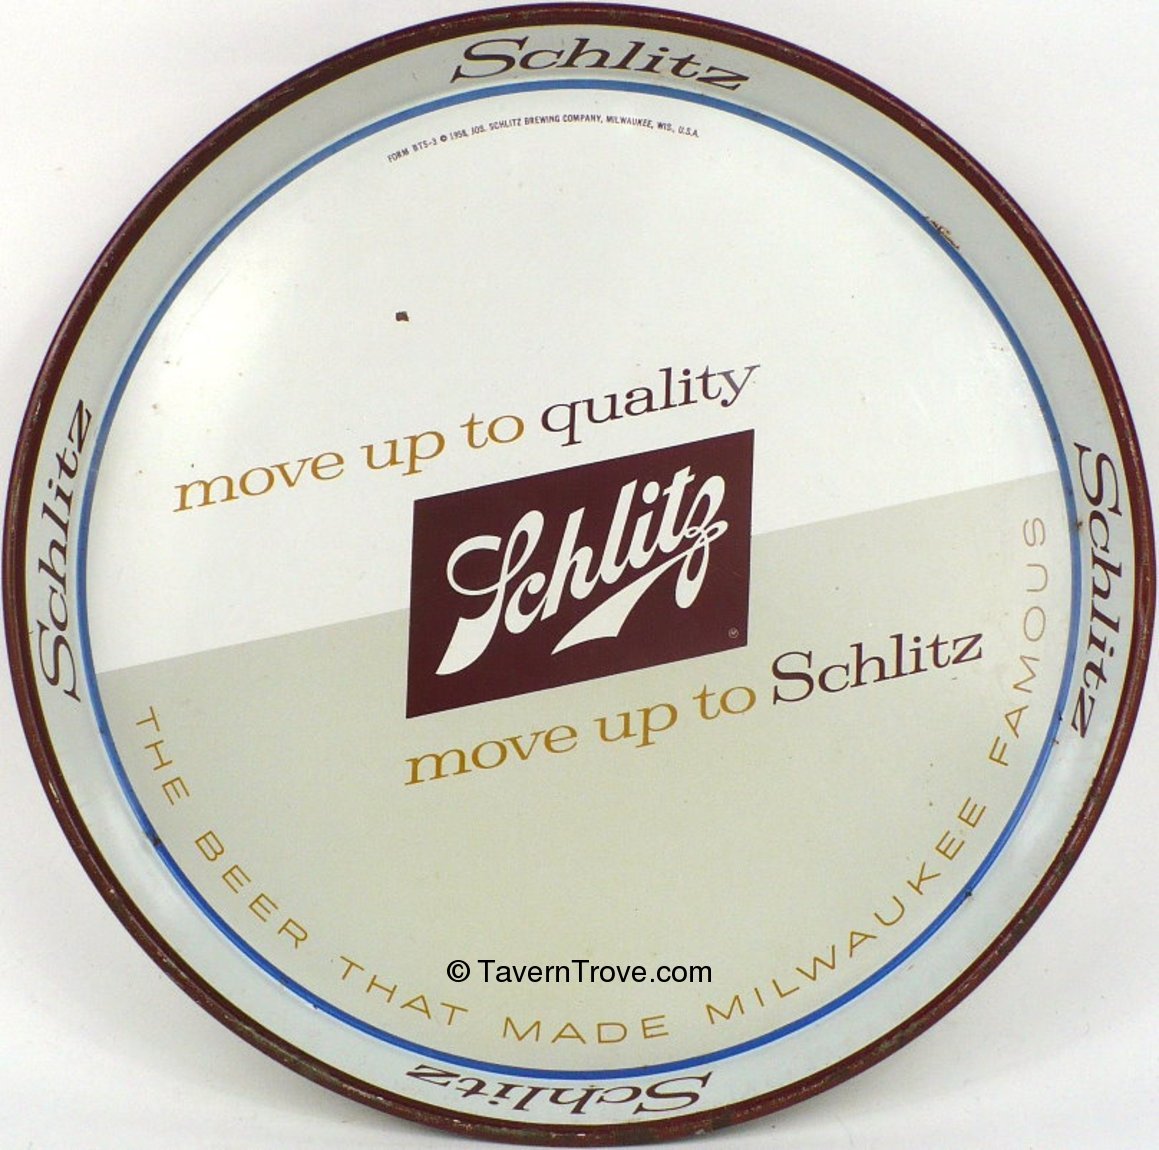 Schlitz
FORM BTS-3 © 1958, JOS. SCHLITZ BREWING COMPANY, MILWAUKEE, WIS., U.S.A.
move up to quality
Schlitz
move up to Schlitz
THE BEER THAT MADE MILWAUKEE FAMOUS
Schlitz
Schlitz
Schlitz
© TavernTrove.com